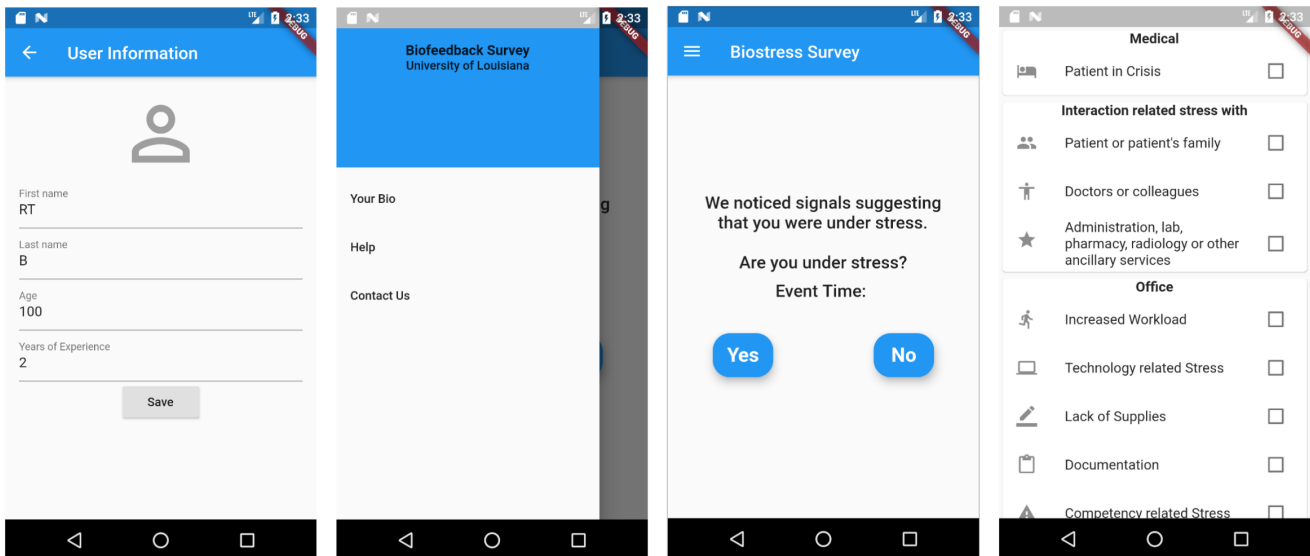 LTE 2:33
DEBUG
User Information
First name
RT
Last name
B
Age
100
Years of Experience
2
Save
LTE 2:33
DEBUG
Biofeedback Survey
University of Louisiana
g
Your Bio
Help
Contact Us
LTE 2:33
DEBUG
Biostress Survey
We noticed signals suggesting
that you were under stress.
Are you under stress?
Event Time:
Yes
No
LTE 2:33
DEBUG
Medical
Patient in Crisis
Interaction related stress with
Patient or patient's family
Doctors or colleagues
Administration, lab,
pharmacy, radiology or other
ancillary services
Office
Increased Workload
Technology related Stress
Lack of Supplies
Documentation
Competency related Stress